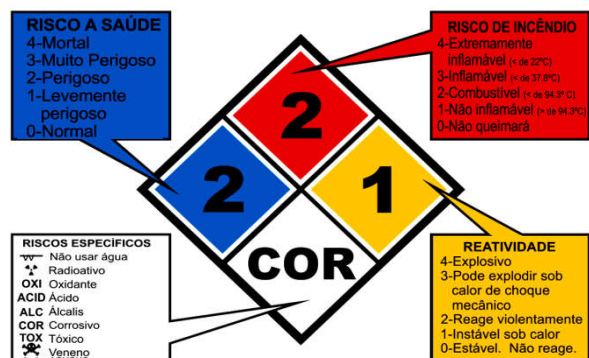 RISCO A SAÚDE
4-Mortal
3-Muito Perigoso
2-Perigoso
1-Levemente
perigoso
0-Normal
RISCO DE INCÊNDIO
4-Extremamente
inflamável (< de 22ºC)
3-Inflamável (< de 37.8ºC)
2-Combustível (< de 94.3º C)
1-Não inflamável (> de 94.3ºC)
0-Não queimará
2
2
1
COR
RISCOS ESPECÍFICOS
W Não usar água
Radioativo
OXI Oxidante
ACID Ácido
ALC Álcalis
COR Corrosivo
TOX Tóxico
Veneno
REATIVIDADE
4-Explosivo
3-Pode explodir sob
calor de choque
mecânico
2-Reage violentamente
1-Instável sob calor
0-Estável. Não reage.